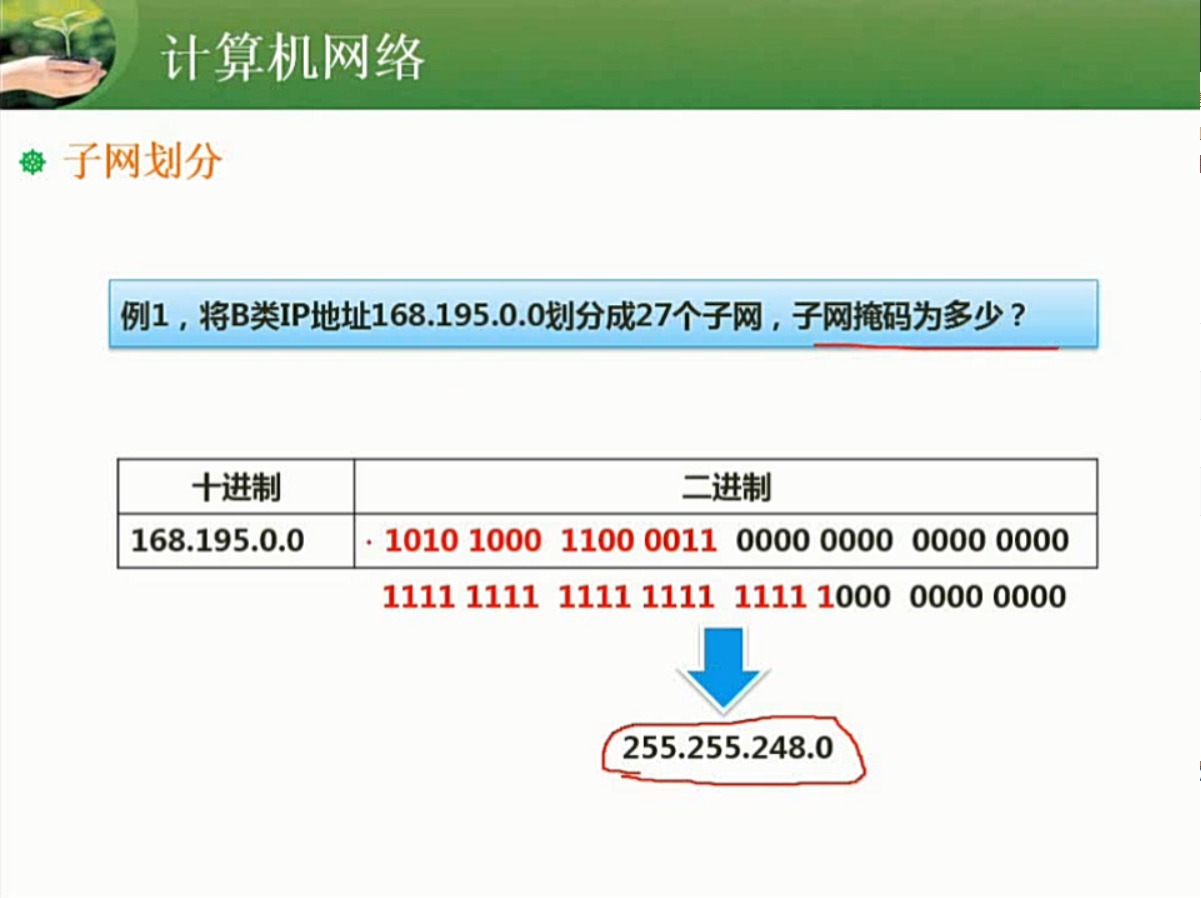 计算机网络
子网划分
例1，将B类IP地址168.195.0.0划分成27个子网，子网掩码为多少？
十进制 二进制
168.195.0.0 1010 1000 1100 0011 0000 0000 0000 0000
1111 1111 1111 1111 1111 1000 0000 0000
255.255.248.0